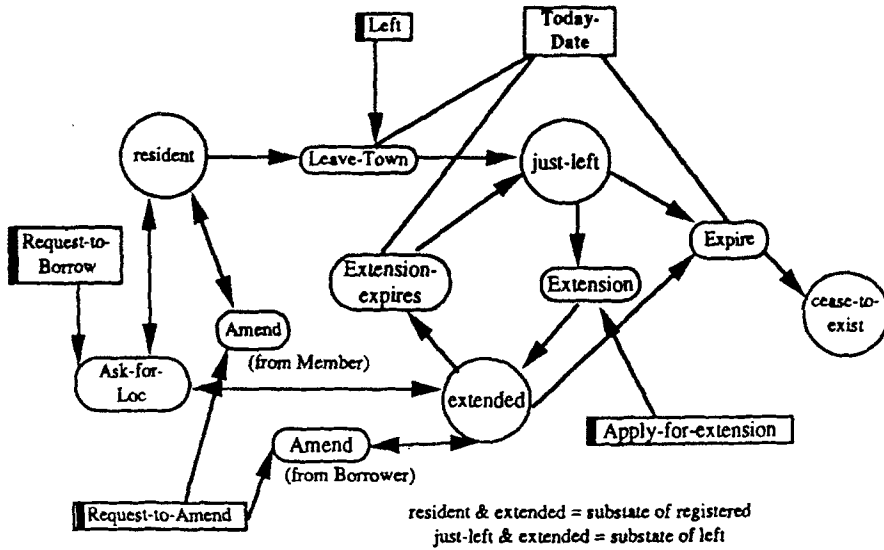 Left
Today-
Date
resident
Leave-Town
just-left
Request-to-
Borrow
Expire
Extension-
expires
Extension
cease-to-
exist
Amend
(from Member)
Ask-for-
Loc
extended
Apply-for-extension
Amend
(from Borrower)
Request-to-Amend
resident & extended = substate of registered
just-left & extended = substate of left